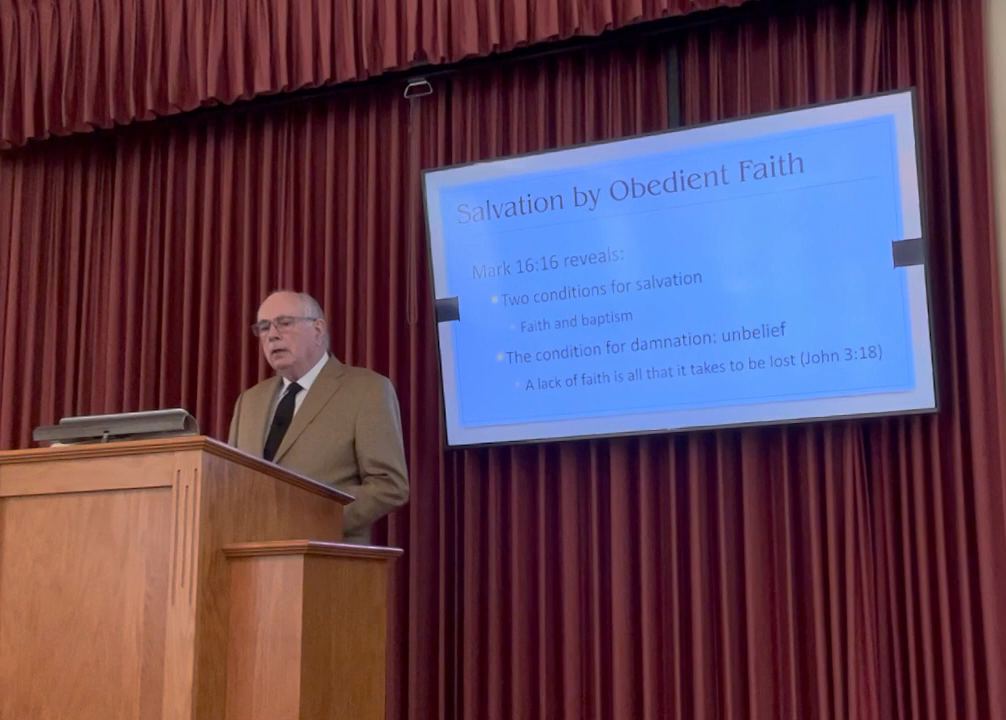 Salvation by Obedient Faith
Mark 16:16 reveals:
Two conditions for salvation
Faith and baptism
The condition for damnation: unbelief
A lack of faith is all that it takes to be lost (John 3:18)